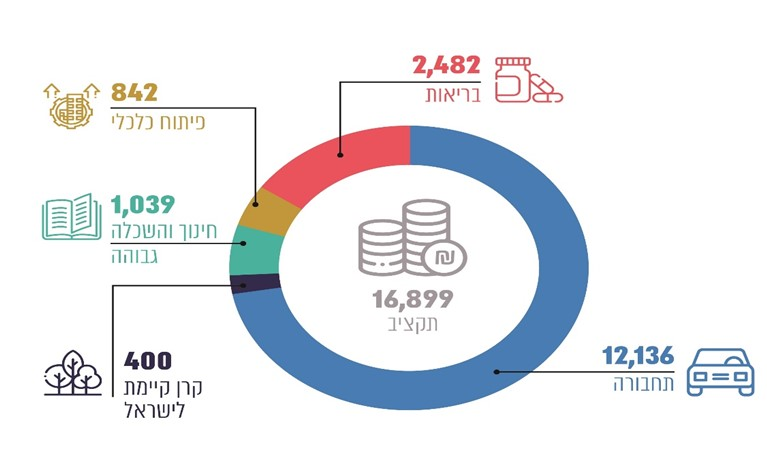 2,482
בריאות
842
פיתוח כלכלי
1,039
חינוך והשכלה
גבוהה
₪
16,899
תקציב
400
קרן קיימת
לישראל
12,136
תחבורה